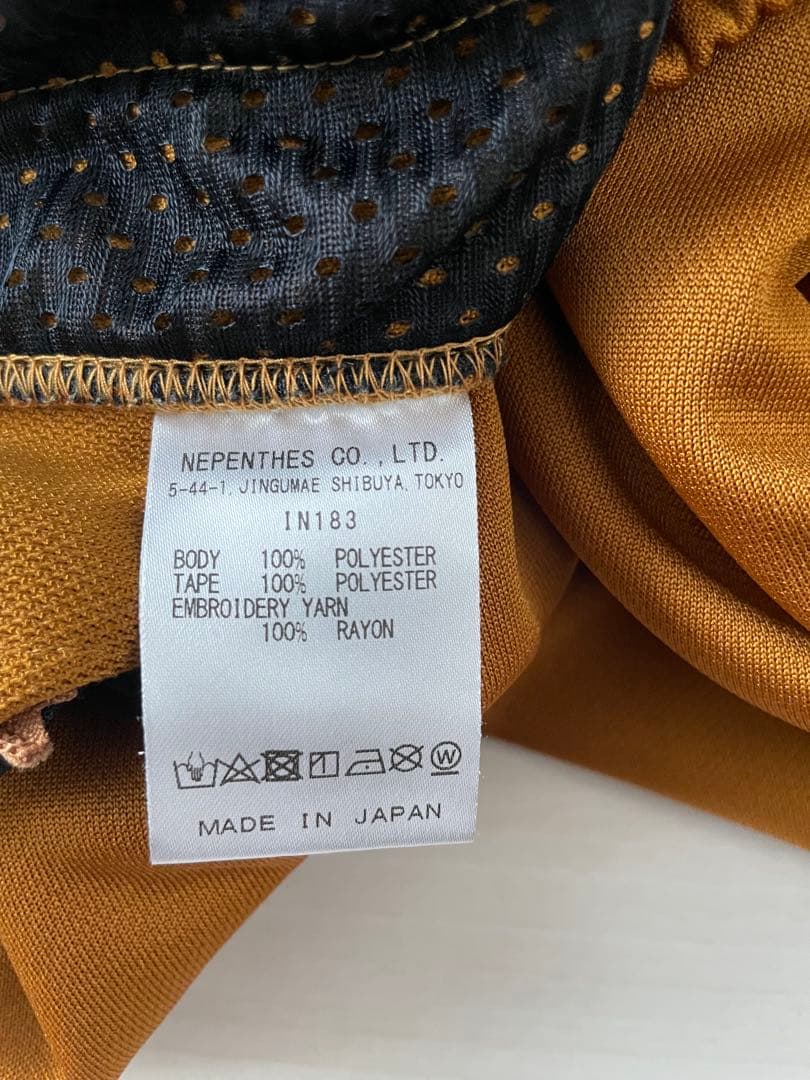 NEPENTHES CO.,LTD.
5-44-1, JINGUMAE SHIBUYA, TOKYO
IN183
BODY 100% POLYESTER
TAPE 100% POLYESTER
EMBROIDERY YARN
100% RAYON
W
MADE IN JAPAN